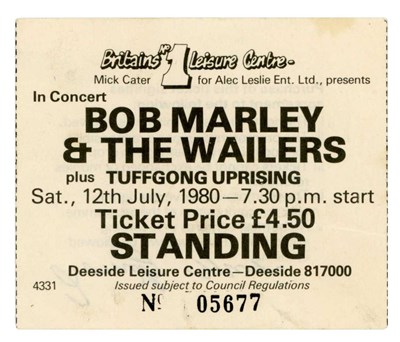 Britains Nº1 Leisure Centre-
Mick Cater for Alec Leslie Ent. Ltd., presents
In Concert
BOB MARLEY
& THE WAILERS
plus TUFFGONG UPRISING
Sat., 12th July, 1980—7.30 p.m. start
Ticket Price £4.50
STANDING
Deeside Leisure Centre—Deeside 817000
4331 Issued subject to Council Regulations
Nº 05677